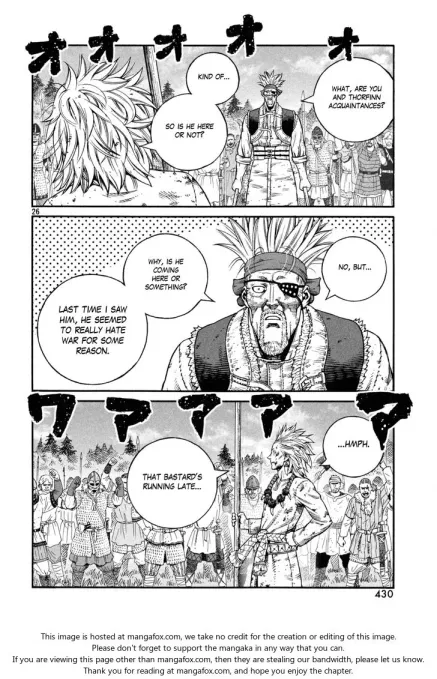 オオオオ オ
WHAT, ARE YOU
AND THORFINN
ACQUAINTANCES?
KIND OF...
SO IS HE HERE
OR NOT?
26
NO, BUT...
WHY, IS HE
COMING
HERE OR
SOMETHING?
LAST TIME I SAW
HIM, HE SEEMED
TO REALLY HATE
WAR FOR SOME
REASON.
ワアアア ア
...HMPH.
THAT BASTARD'S
RUNNING LATE...
430
This image is hosted at mangafox.com, we take no credit for the creation or editing of this image.
Please don't forget to support the mangaka in any way that you can.
If you are viewing this page other than mangafox.com, then they are stealing our bandwidth, please let us know.
Thank you for reading at mangafox.com, and hope you enjoy the chapter.